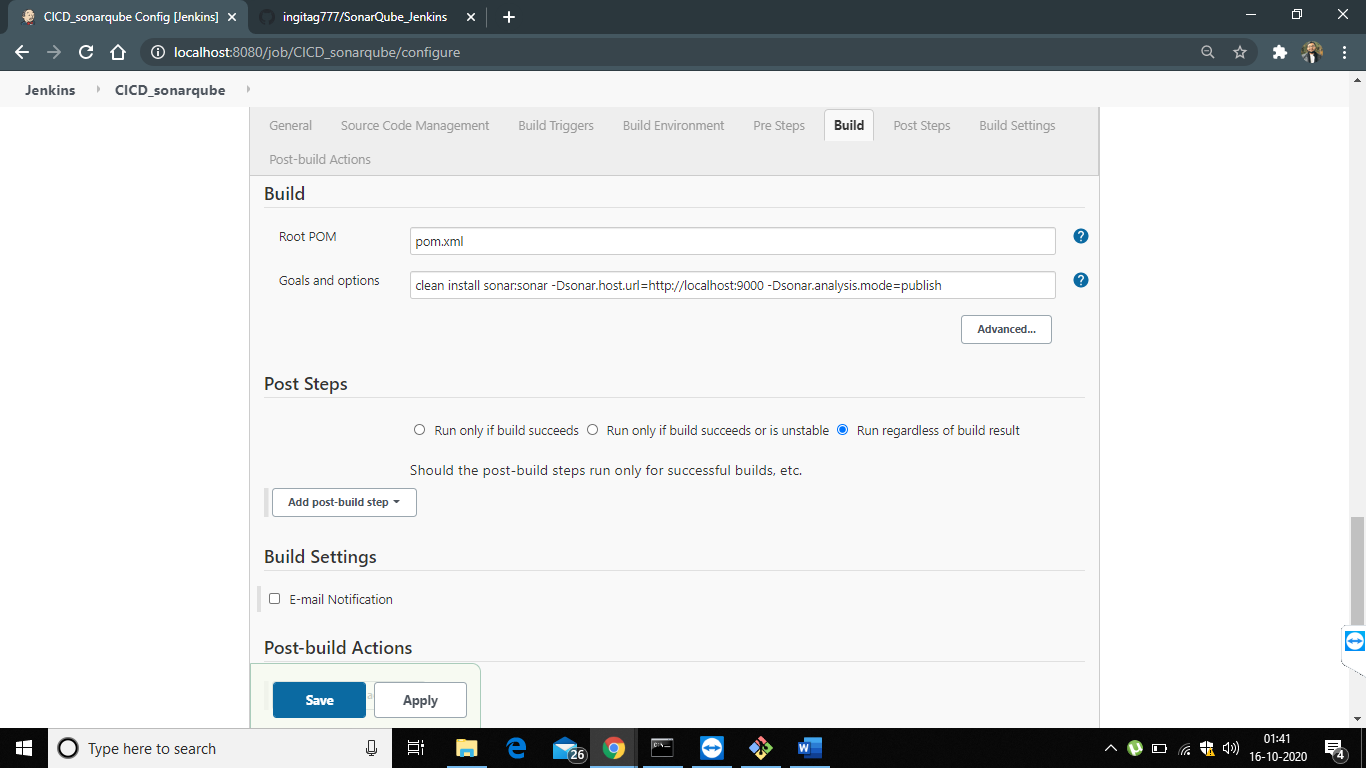 CICD_sonarqube Config [Jenkins]
ingitag777/SonarQube_Jenkins
localhost:8080/job/CICD_sonarqube/configure
Jenkins CICD_sonarqube
General Source Code Management Build Triggers Build Environment Pre Steps Build Post Steps Build Settings
Post-build Actions
Build
Root POM pom.xml
Goals and options clean install sonar:sonar -Dsonar.host.url=http://localhost:9000 -Dsonar.analysis.mode=publish
Advanced...
Post Steps
Run only if build succeeds Run only if build succeeds or is unstable Run regardless of build result
Should the post-build steps run only for successful builds, etc.
Add post-build step
Build Settings
E-mail Notification
Post-build Actions
Save Apply
Type here to search
26
01:41
16-10-2020
4